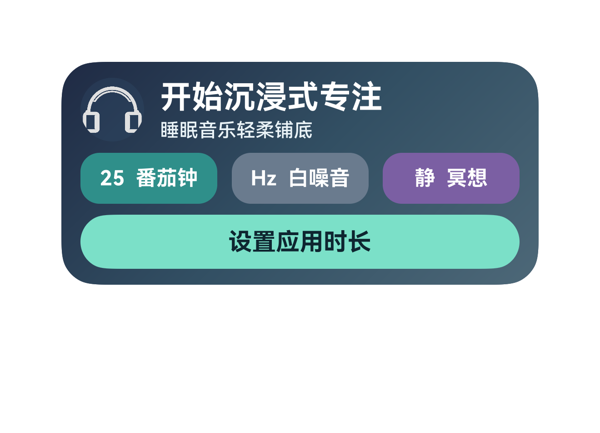 开始沉浸式专注
睡眠音乐轻柔铺底
25 番茄钟
Hz 白噪音
静 冥想
设置应用时长